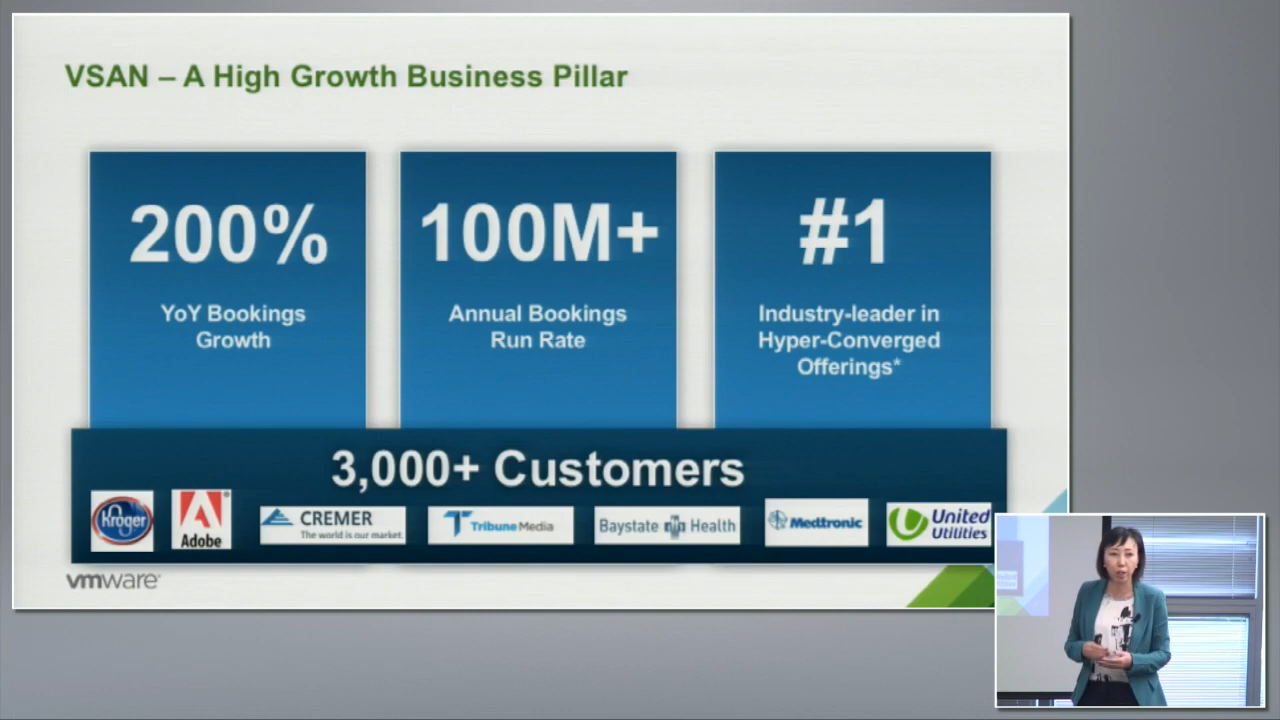 VSAN – A High Growth Business Pillar
200%
YoY Bookings
Growth
100M+
Annual Bookings
Run Rate
#1
Industry-leader in
Hyper-Converged
Offerings*
3,000+ Customers
Kroger
Adobe
CREMER
The world is our market.
Tribune Media
Baystate Health
Medtronic
United
Utilities
vmware